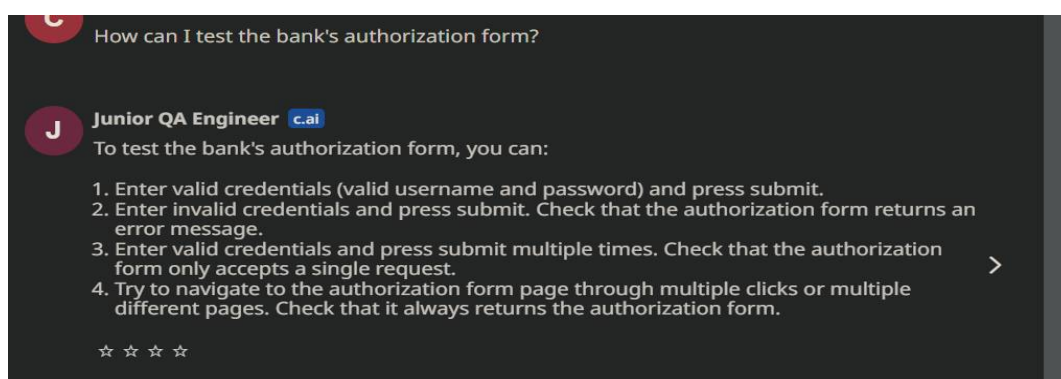 C
How can I test the bank's authorization form?
J
Junior QA Engineer c.ai
To test the bank's authorization form, you can:
1. Enter valid credentials (valid username and password) and press submit.
2. Enter invalid credentials and press submit. Check that the authorization form returns an
error message.
3. Enter valid credentials and press submit multiple times. Check that the authorization
form only accepts a single request.
4. Try to navigate to the authorization form page through multiple clicks or multiple
different pages. Check that it always returns the authorization form.